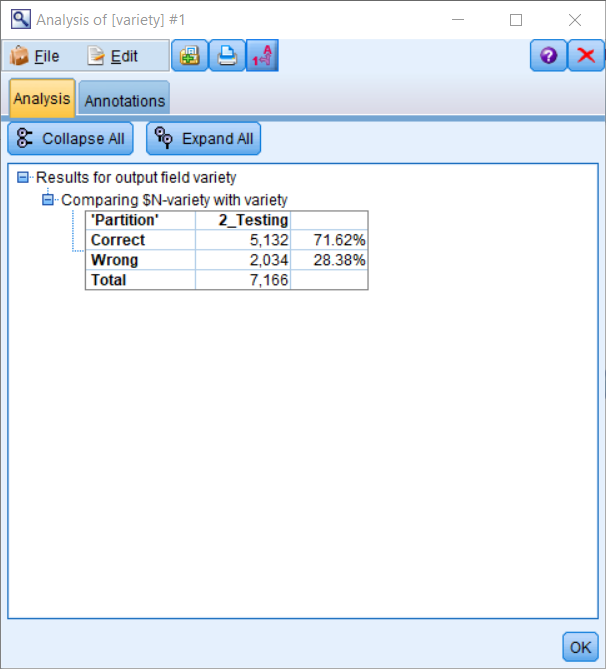 Analysis of [variety] #1
File Edit
Analysis Annotations
Collapse All Expand All
Results for output field variety
Comparing $N-variety with variety
'Partition' 2_Testing
Correct 5,132 71.62%
Wrong 2,034 28.38%
Total 7,166
OK